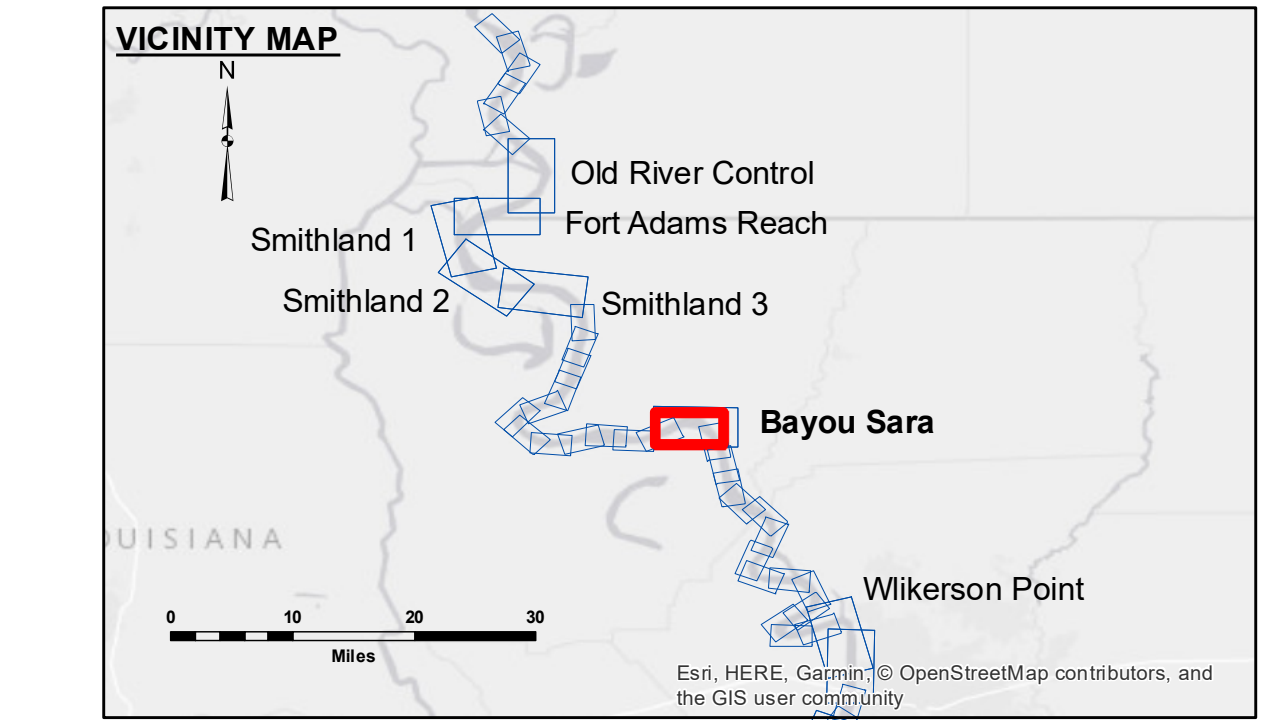 VICINITY MAP
N
Old River Control
Fort Adams Reach
Smithland 1
Smithland 2
Smithland 3
Bayou Sara
OUISIANA
Wlikerson Point
0 10 20 30
Miles
Esri, HERE, Garmin, © OpenStreetMap contributors, and
the GIS user community